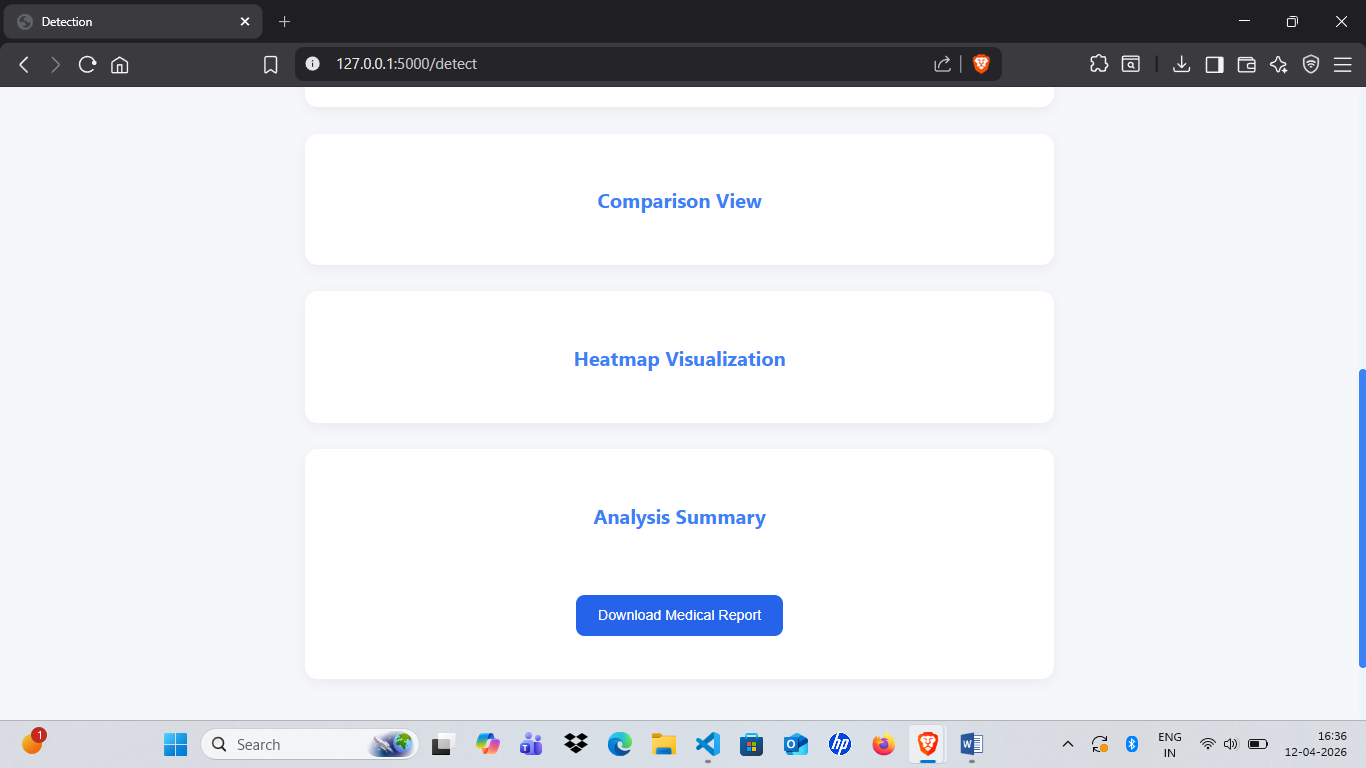 Detection
127.0.0.1:5000/detect
Comparison View
Heatmap Visualization
Analysis Summary
Download Medical Report
1
Search
ENG
IN
16:36
12-04-2026